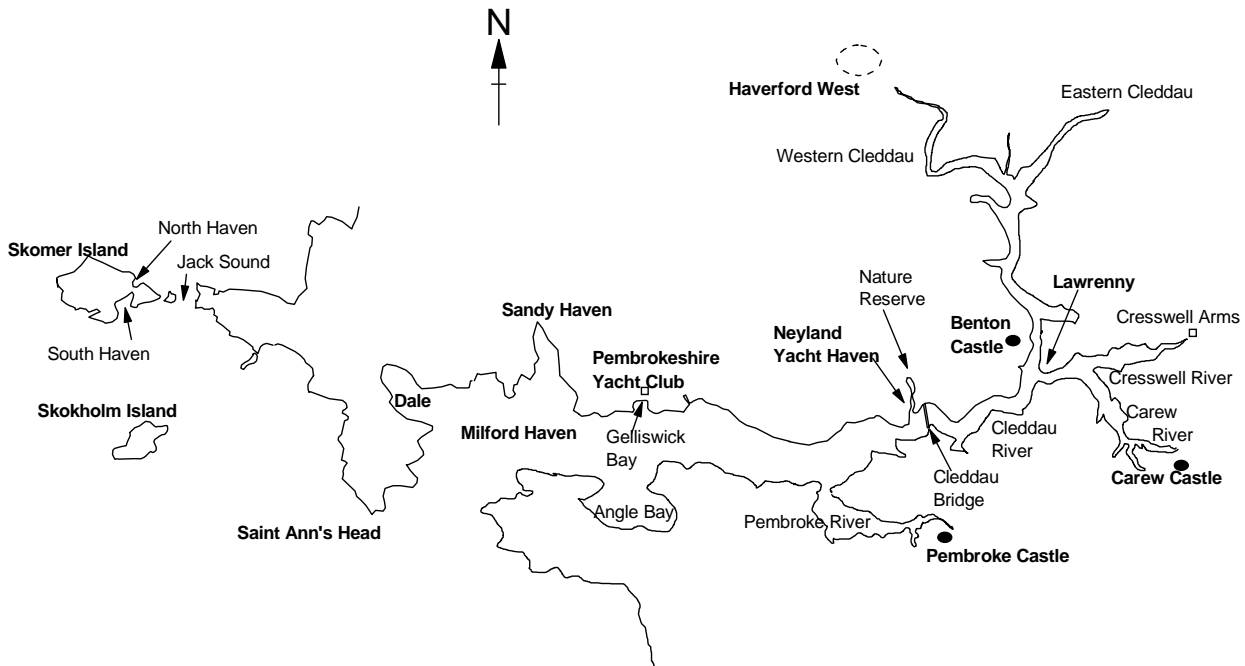 N
Haverford West
Eastern Cleddau
Western Cleddau
North Haven
Skomer Island
Jack Sound
Nature
Reserve
Lawrenny
Sandy Haven
Cresswell Arms
Neyland
Yacht Haven
Benton
Castle
South Haven
Pembrokeshire
Yacht Club
Cresswell River
Dale
Skokholm Island
Carew
River
Milford Haven
Gelliswick
Bay
Cleddau
River
Cleddau
Bridge
Carew Castle
Angle Bay
Pembroke River
Saint Ann's Head
Pembroke Castle